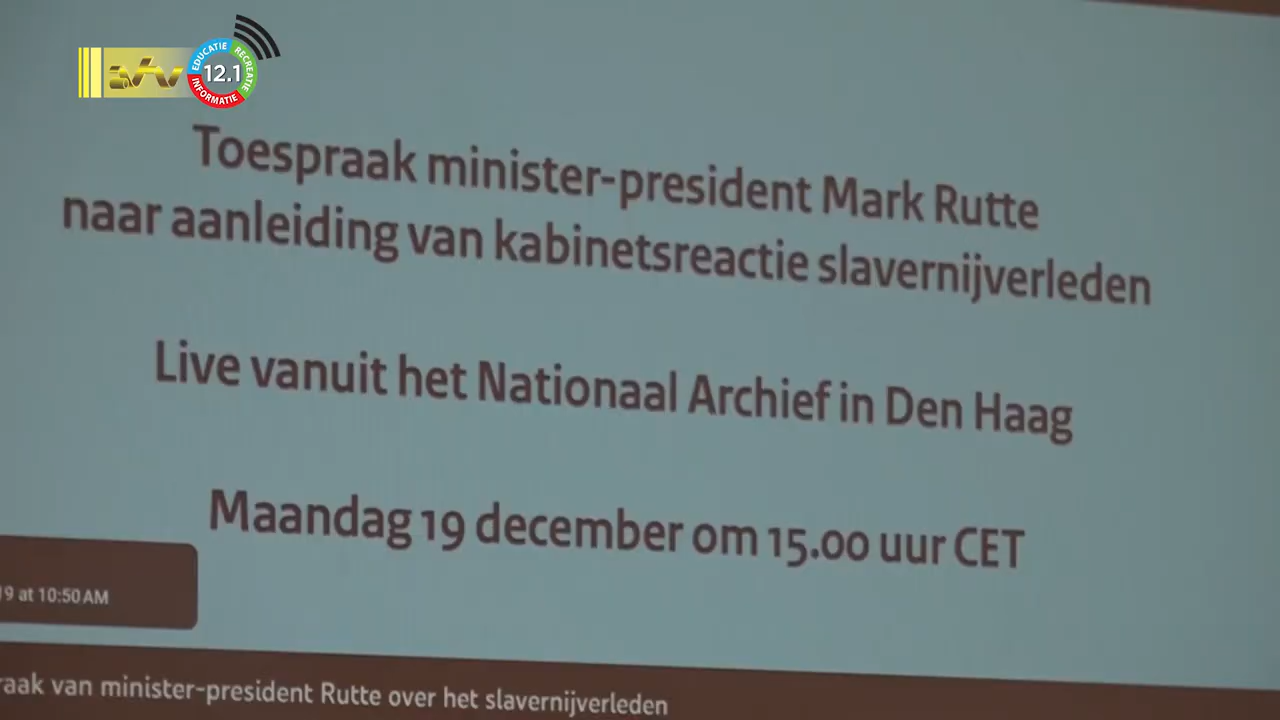 EDUCATIE
RECREATIE
INFORMATIE
12.1
Toespraak minister-president Mark Rutte
naar aanleiding van kabinetsreactie slavernijverleden
Live vanuit het Nationaal Archief in Den Haag
Maandag 19 december om 15.00 uur CET
19 at 10:50 AM
raak van minister-president Rutte over het slavernijverleden